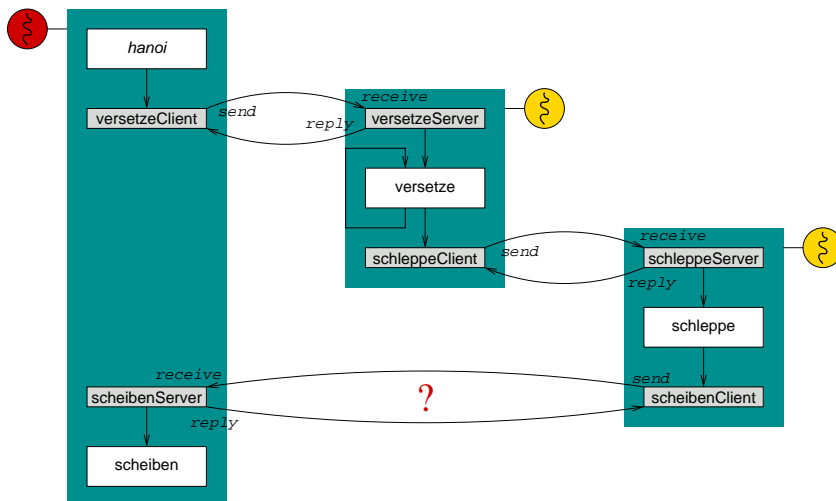 hanoi
versetzeClient
send
receive
reply
versetzeServer
versetze
schleppeClient
send
receive
reply
schleppeServer
schleppe
send
scheibenClient
receive
scheibenServer
reply
?
scheiben